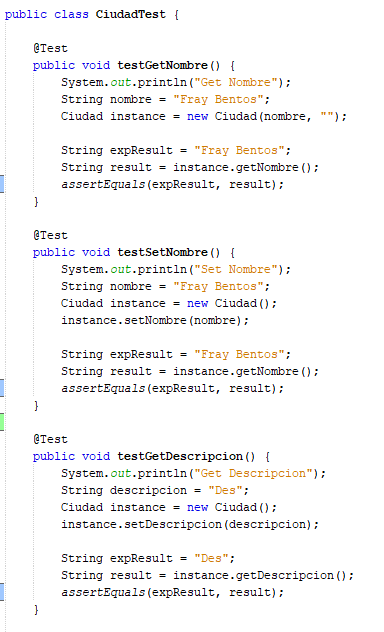 public class CiudadTest {
@Test
public void testGetNombre() {
System.out.println("Get Nombre");
String nombre = "Fray Bentos";
Ciudad instance = new Ciudad(nombre, "");
String expResult = "Fray Bentos";
String result = instance.getNombre();
assertEquals(expResult, result);
}
@Test
public void testSetNombre() {
System.out.println("Set Nombre");
String nombre = "Fray Bentos";
Ciudad instance = new Ciudad();
instance.setNombre(nombre);
String expResult = "Fray Bentos";
String result = instance.getNombre();
assertEquals(expResult, result);
}
@Test
public void testGetDescripcion() {
System.out.println("Get Descripcion");
String descripcion = "Des";
Ciudad instance = new Ciudad();
instance.setDescripcion(descripcion);
String expResult = "Des";
String result = instance.getDescripcion();
assertEquals(expResult, result);
}